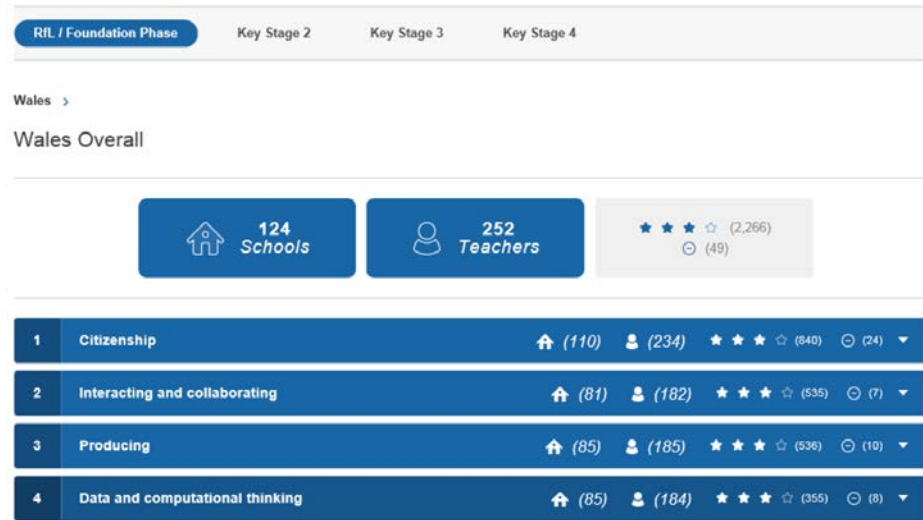 RfL / Foundation Phase Key Stage 2 Key Stage 3 Key Stage 4
Wales >
Wales Overall
124 Schools
252 Teachers
(2,266)
(49)
1 Citizenship (110) (234) (840) (24)
2 Interacting and collaborating (81) (182) (535) (7)
3 Producing (85) (185) (536) (10)
4 Data and computational thinking (85) (184) (355) (8)